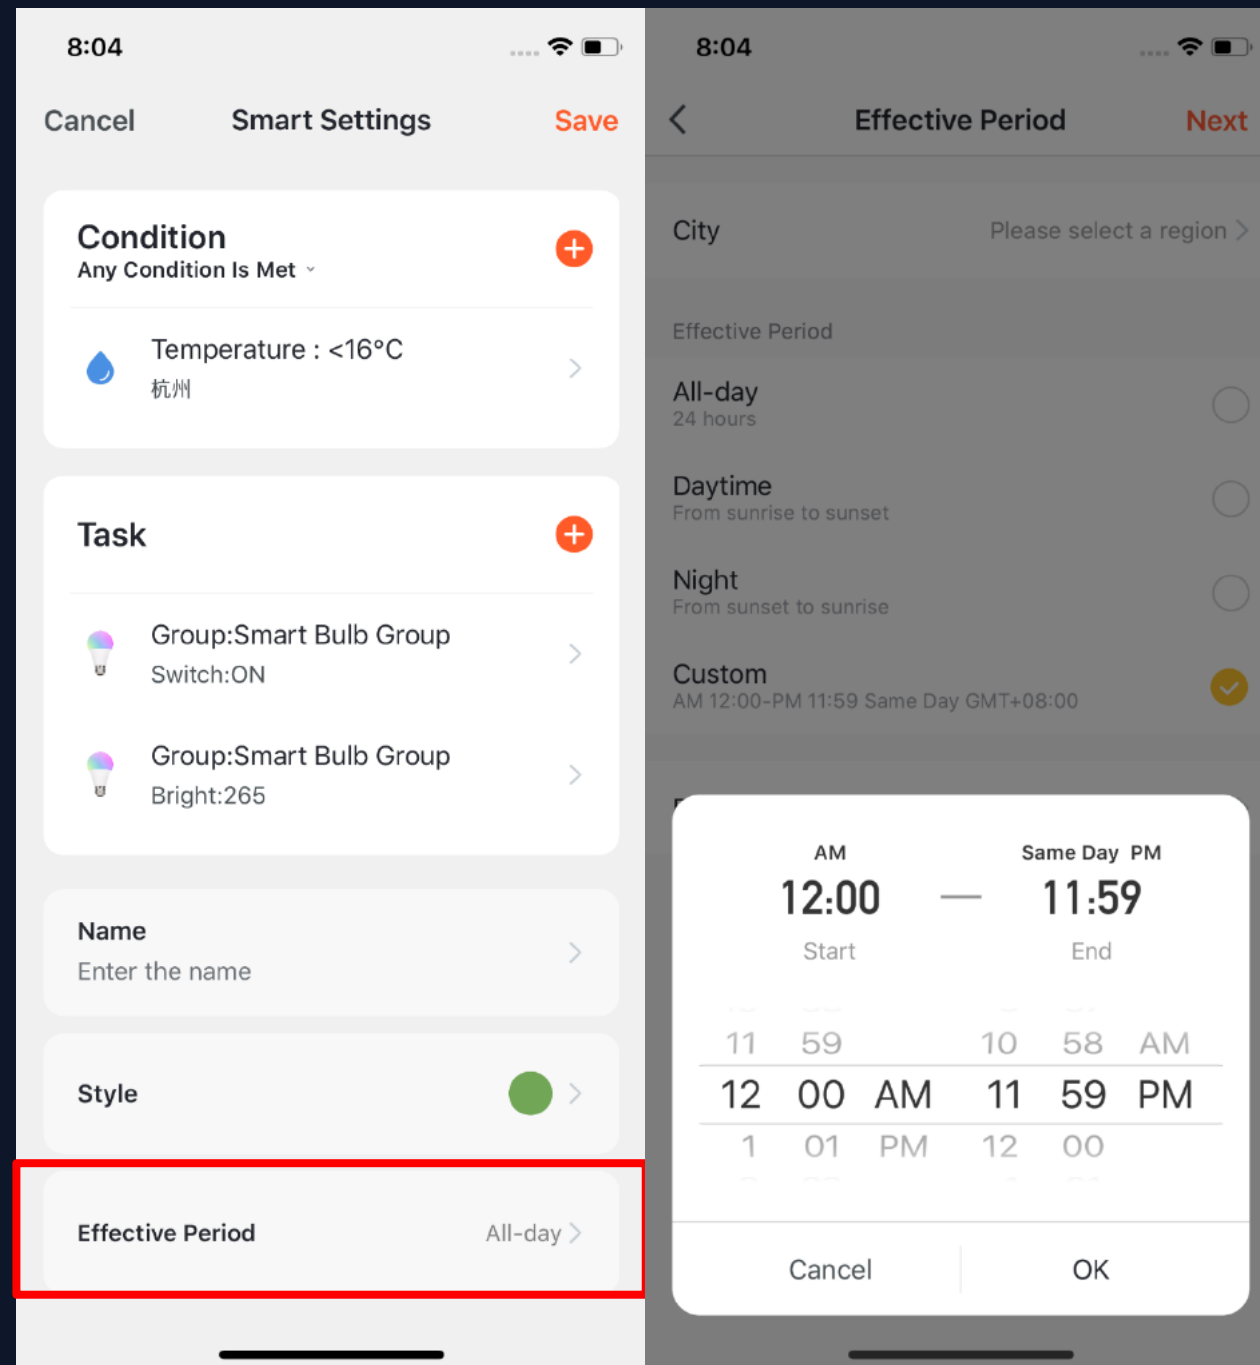 8:04
Cancel Smart Settings Save
Condition
Any Condition Is Met
Temperature : <16°C
杭州
Task
Group:Smart Bulb Group
Switch:ON
Group:Smart Bulb Group
Bright:265
Name
Enter the name
Style
Effective Period All-day
8:04
Effective Period Next
City Please select a region
Effective Period
All-day
24 hours
Daytime
From sunrise to sunset
Night
From sunset to sunrise
Custom
AM 12:00-PM 11:59 Same Day GMT+08:00
AM Same Day PM
12:00 — 11:59
Start End
11 59 10 58 AM
12 00 AM 11 59 PM
1 01 PM 12 00
Cancel OK